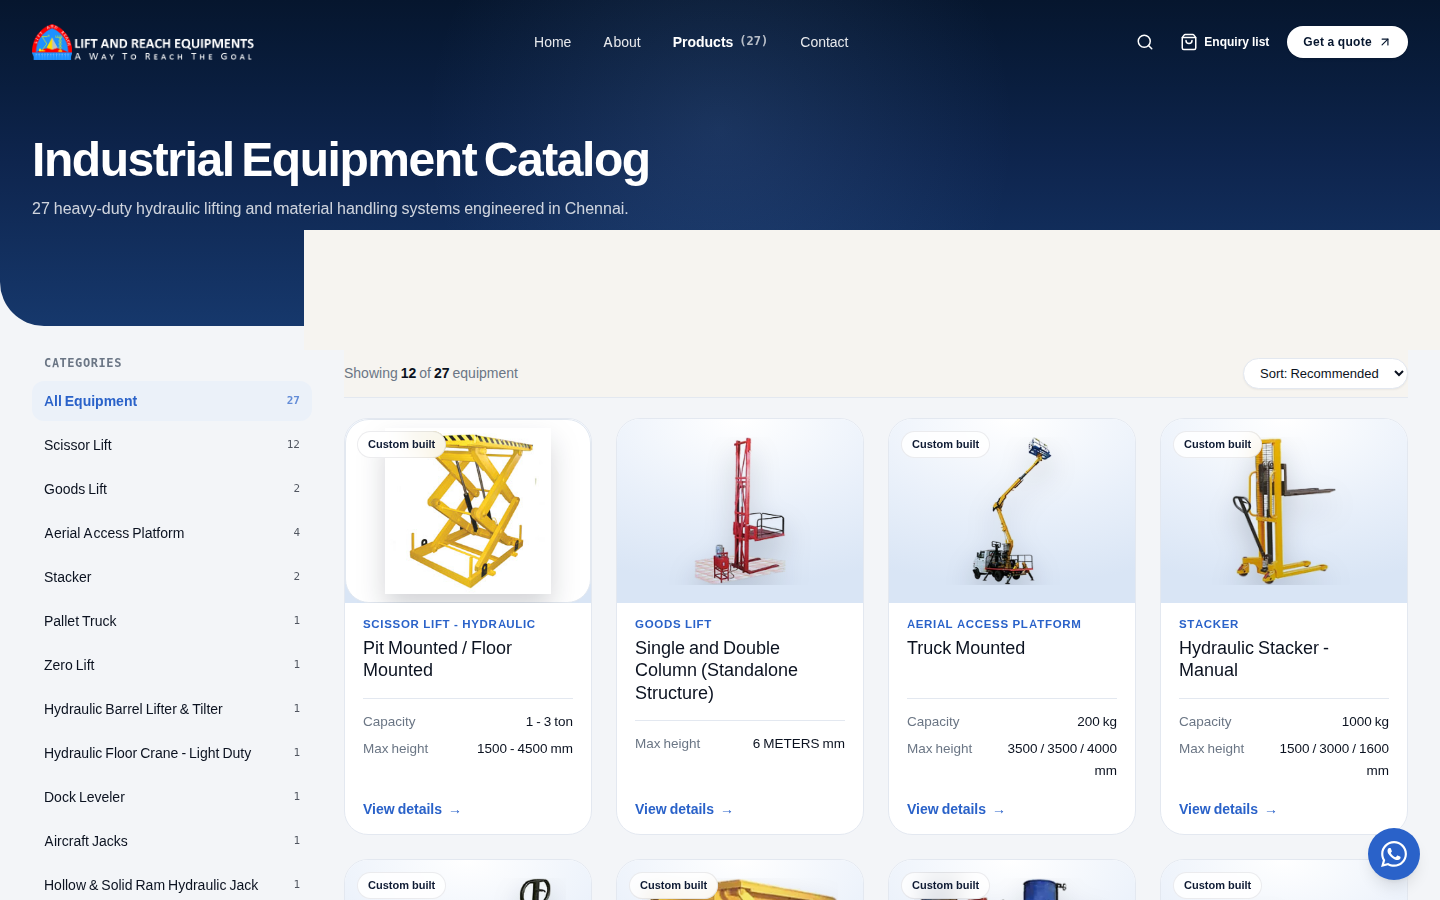 LIFT AND REACH EQUIPMENTS
A Way To Reach The Goal
Home
About
Products (27)
Contact
Enquiry list
Get a quote
Industrial Equipment Catalog
27 heavy-duty hydraulic lifting and material handling systems engineered in Chennai.
CATEGORIES
All Equipment 27
Scissor Lift 12
Goods Lift 2
Aerial Access Platform 4
Stacker 2
Pallet Truck 1
Zero Lift 1
Hydraulic Barrel Lifter & Tilter 1
Hydraulic Floor Crane - Light Duty 1
Dock Leveler 1
Aircraft Jacks 1
Hollow & Solid Ram Hydraulic Jack 1
Showing 12 of 27 equipment
Sort: Recommended
Custom built
SCISSOR LIFT - HYDRAULIC
Pit Mounted / Floor
Mounted
Capacity 1 - 3 ton
Max height 1500 - 4500 mm
View details →
GOODS LIFT
Single and Double
Column (Standalone
Structure)
Max height 6 METERS mm
View details →
Custom built
AERIAL ACCESS PLATFORM
Truck Mounted
Capacity 200 kg
Max height 3500 / 3500 / 4000
mm
View details →
Custom built
STACKER
Hydraulic Stacker -
Manual
Capacity 1000 kg
Max height 1500 / 3000 / 1600
mm
View details →
Custom built
Custom built
Custom built
Custom built